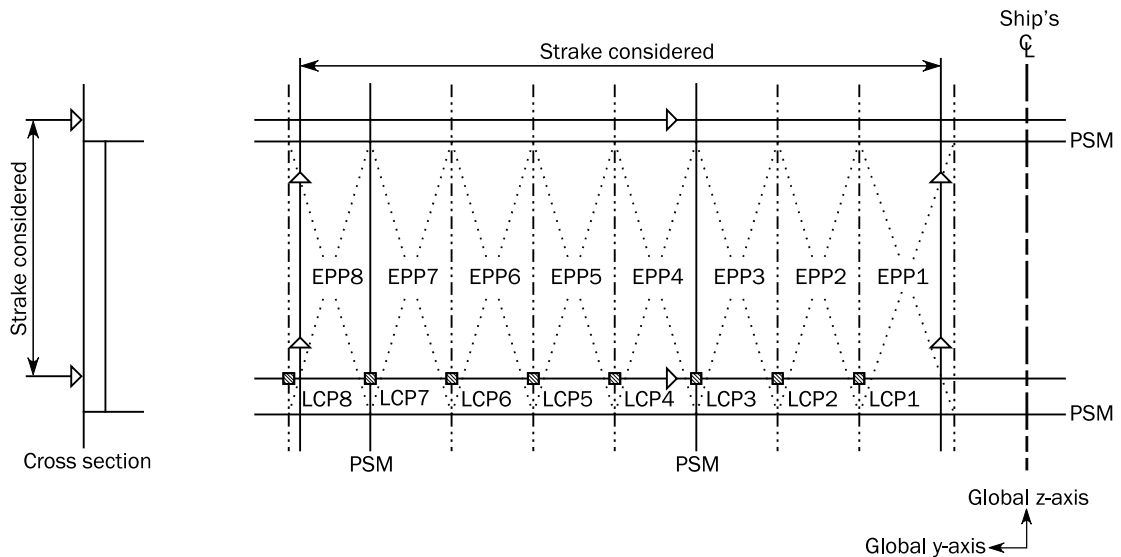 Ship's
℄
Strake considered
PSM
Strake considered
EPP8 EPP7 EPP6 EPP5 EPP4 EPP3 EPP2 EPP1
LCP8 LCP7 LCP6 LCP5 LCP4 LCP3 LCP2 LCP1
PSM
Cross section
PSM
PSM
Global z-axis
Global y-axis